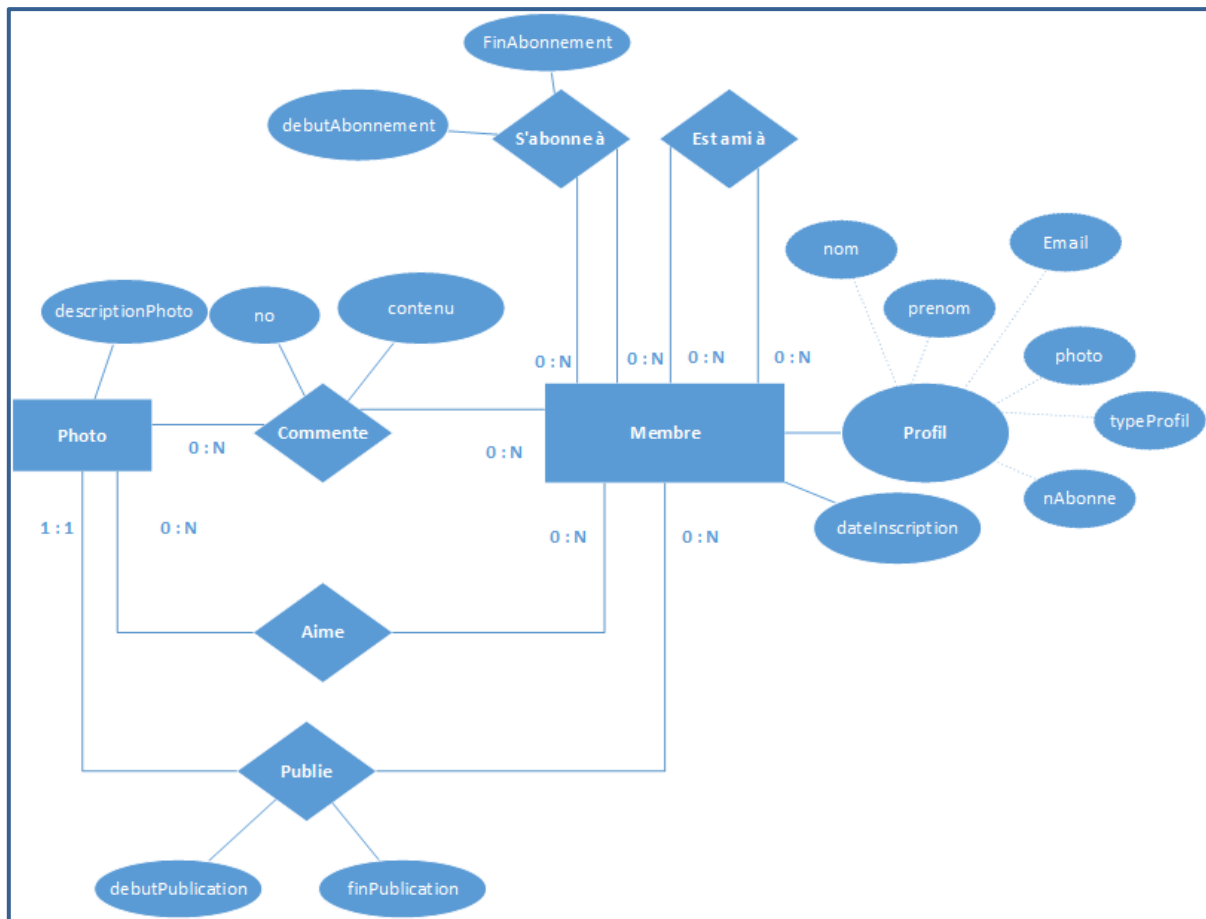 FinAbonnement
debutAbonnement
S'abonne à
Est ami à
nom
Email
prenom
descriptionPhoto
no
contenu
photo
0 : N
0 : N
0 : N
0 : N
typeProfil
Photo
Commente
Membre
Profil
0 : N
0 : N
nAbonne
1 : 1
0 : N
0 : N
0 : N
dateInscription
Aime
Publie
debutPublication
finPublication